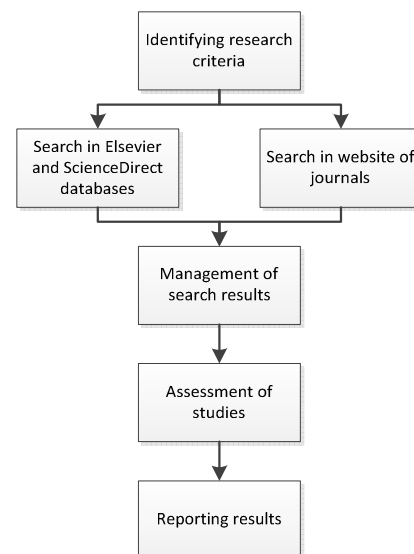 Identifying research
criteria
Search in Elsevier
and ScienceDirect
databases
Search in website of
journals
Management of
search results
Assessment of
studies
Reporting results